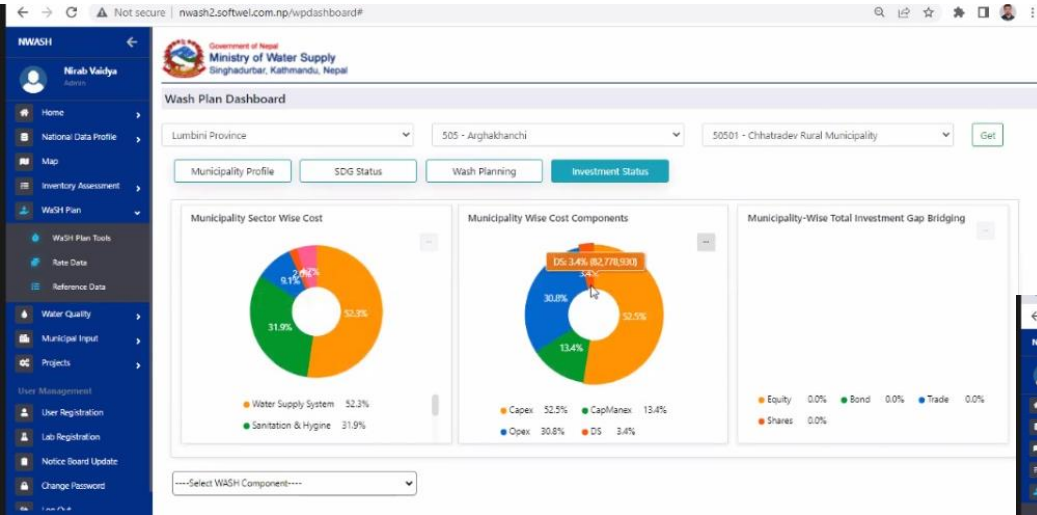 Not secure | nwash2.softwel.com.np/wpdashboard#
NWASH
Nirab Vaidya
Admin
Home
National Data Profile
Map
Inventory Assessment
WaSH Plan
WaSH Plan Tools
Rate Data
Reference Data
Water Quality
Municipal Input
Projects
User Management
User Registration
Lab Registration
Notice Board Update
Change Password
Log Out
Government of Nepal
Ministry of Water Supply
Singhadurbar, Kathmandu, Nepal
Wash Plan Dashboard
Lumbini Province
505 - Arghakhanchi
50501 - Chhatradev Rural Municipality
Get
Municipality Profile
SDG Status
Wash Planning
Investment Status
Municipality Sector Wise Cost
9.1%
52.3%
31.9%
Water Supply System 52.3%
Sanitation & Hygine 31.9%
Municipality Wise Cost Components
DS: 3.4% (82,778,930)
3.4%
30.8%
52.5%
13.4%
Capex 52.5% CapManex 13.4%
Opex 30.8% DS 3.4%
Municipality-Wise Total Investment Gap Bridging
Equity 0.0% Bond 0.0% Trade 0.0%
Shares 0.0%
----Select WASH Component----